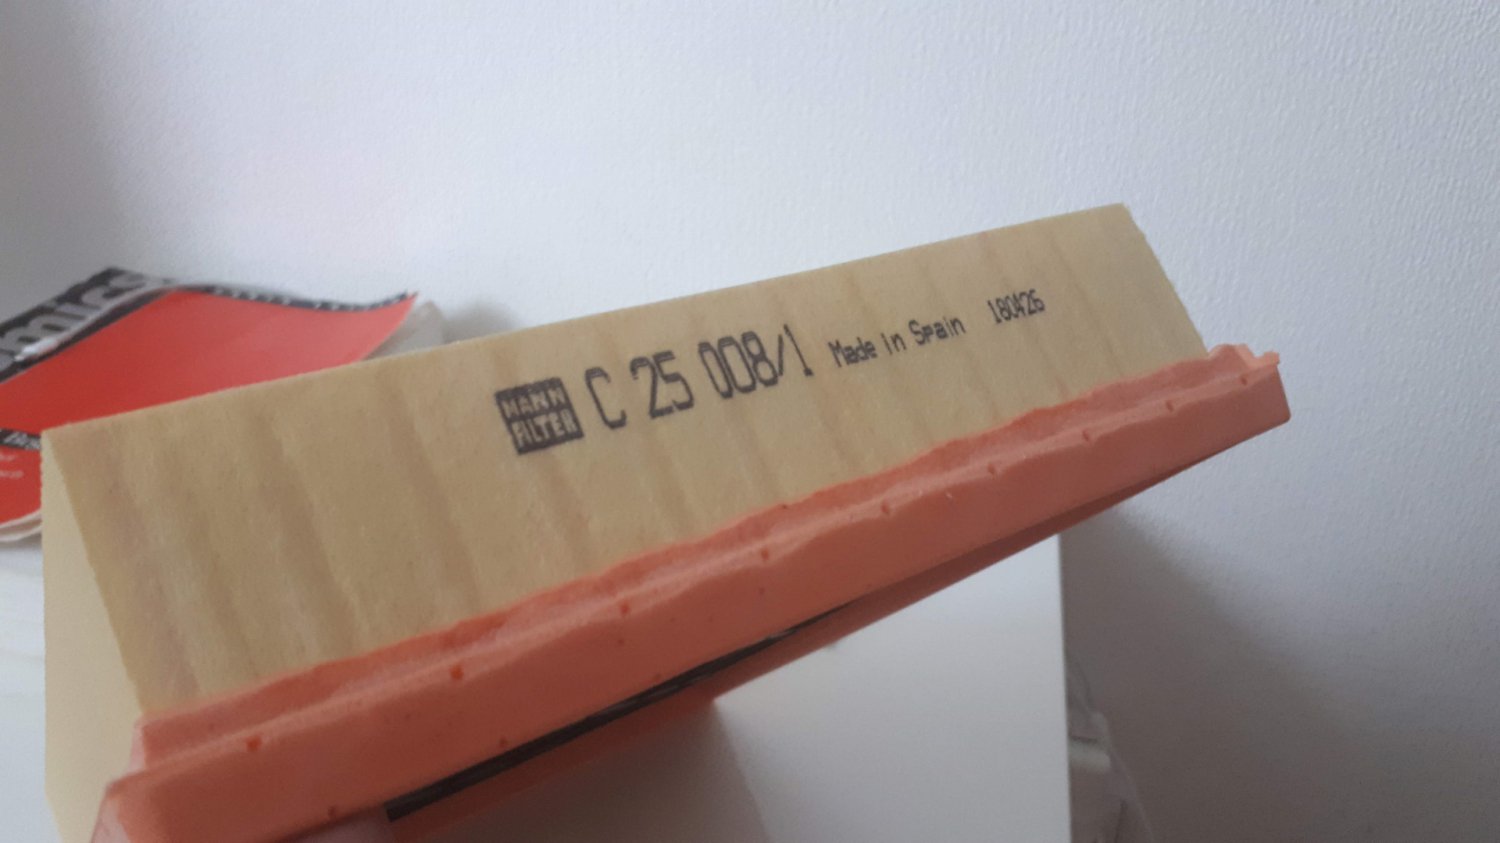 MANN
FILTER
C 25 008/1 Made in Spain 180426